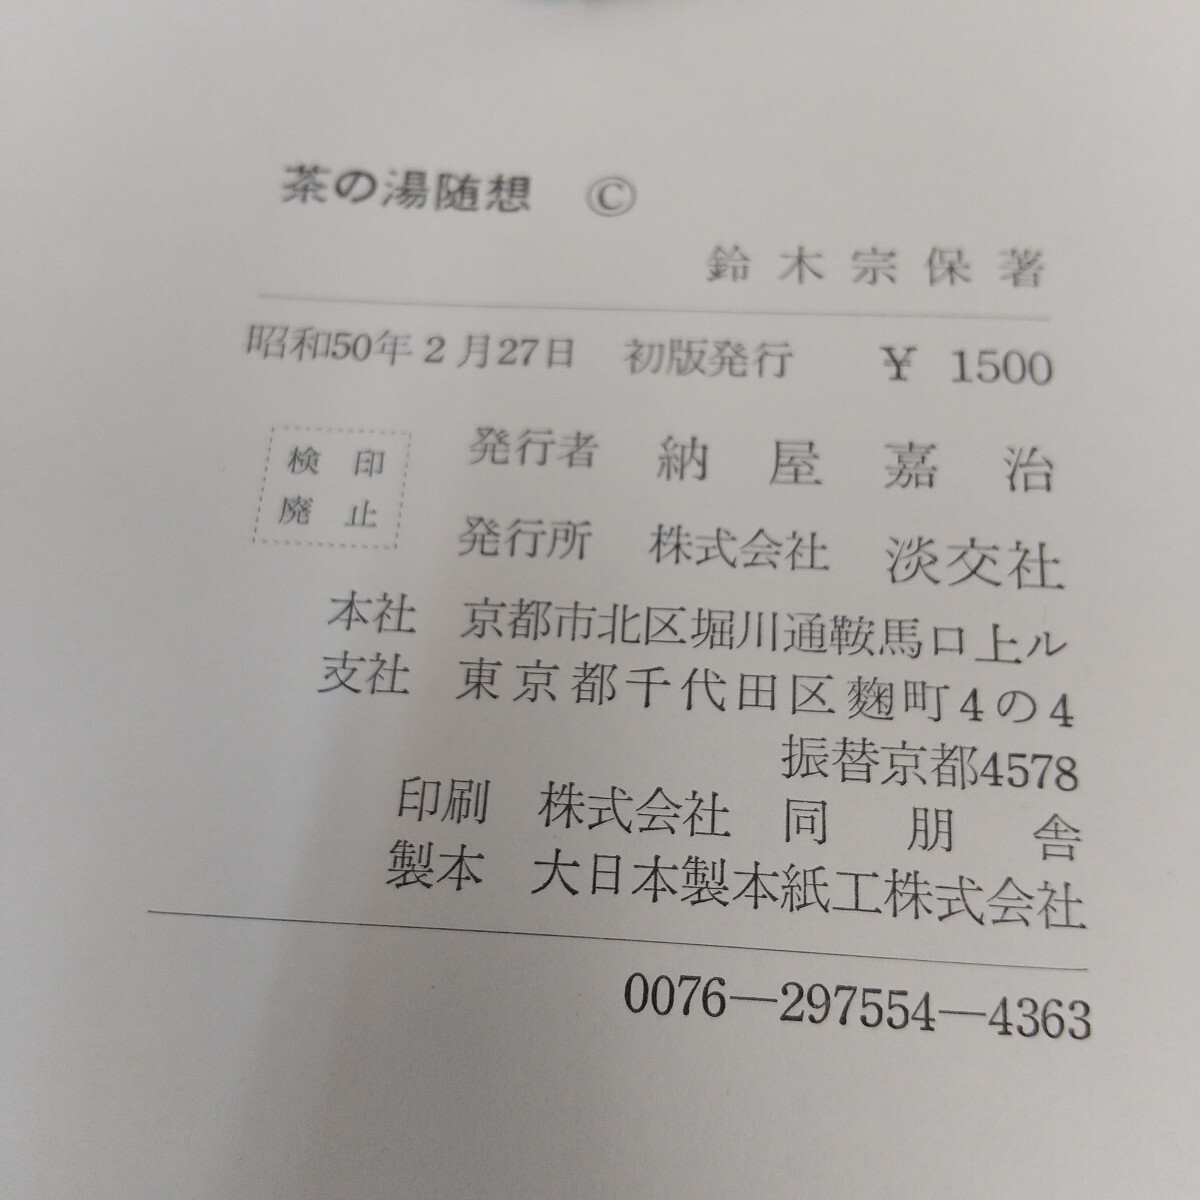 茶の湯随想 ©
鈴木宗保著
昭和50年2月27日 初版発行 ¥ 1500
検印
廃止
発行者 納屋嘉治
発行所 株式会社 淡交社
本社 京都市北区堀川通鞍馬口上ル
支社 東京都千代田区麴町4の4
振替京都4578
印刷 株式会社 同朋舎
製本 大日本製本紙工株式会社
0076—297554—4363